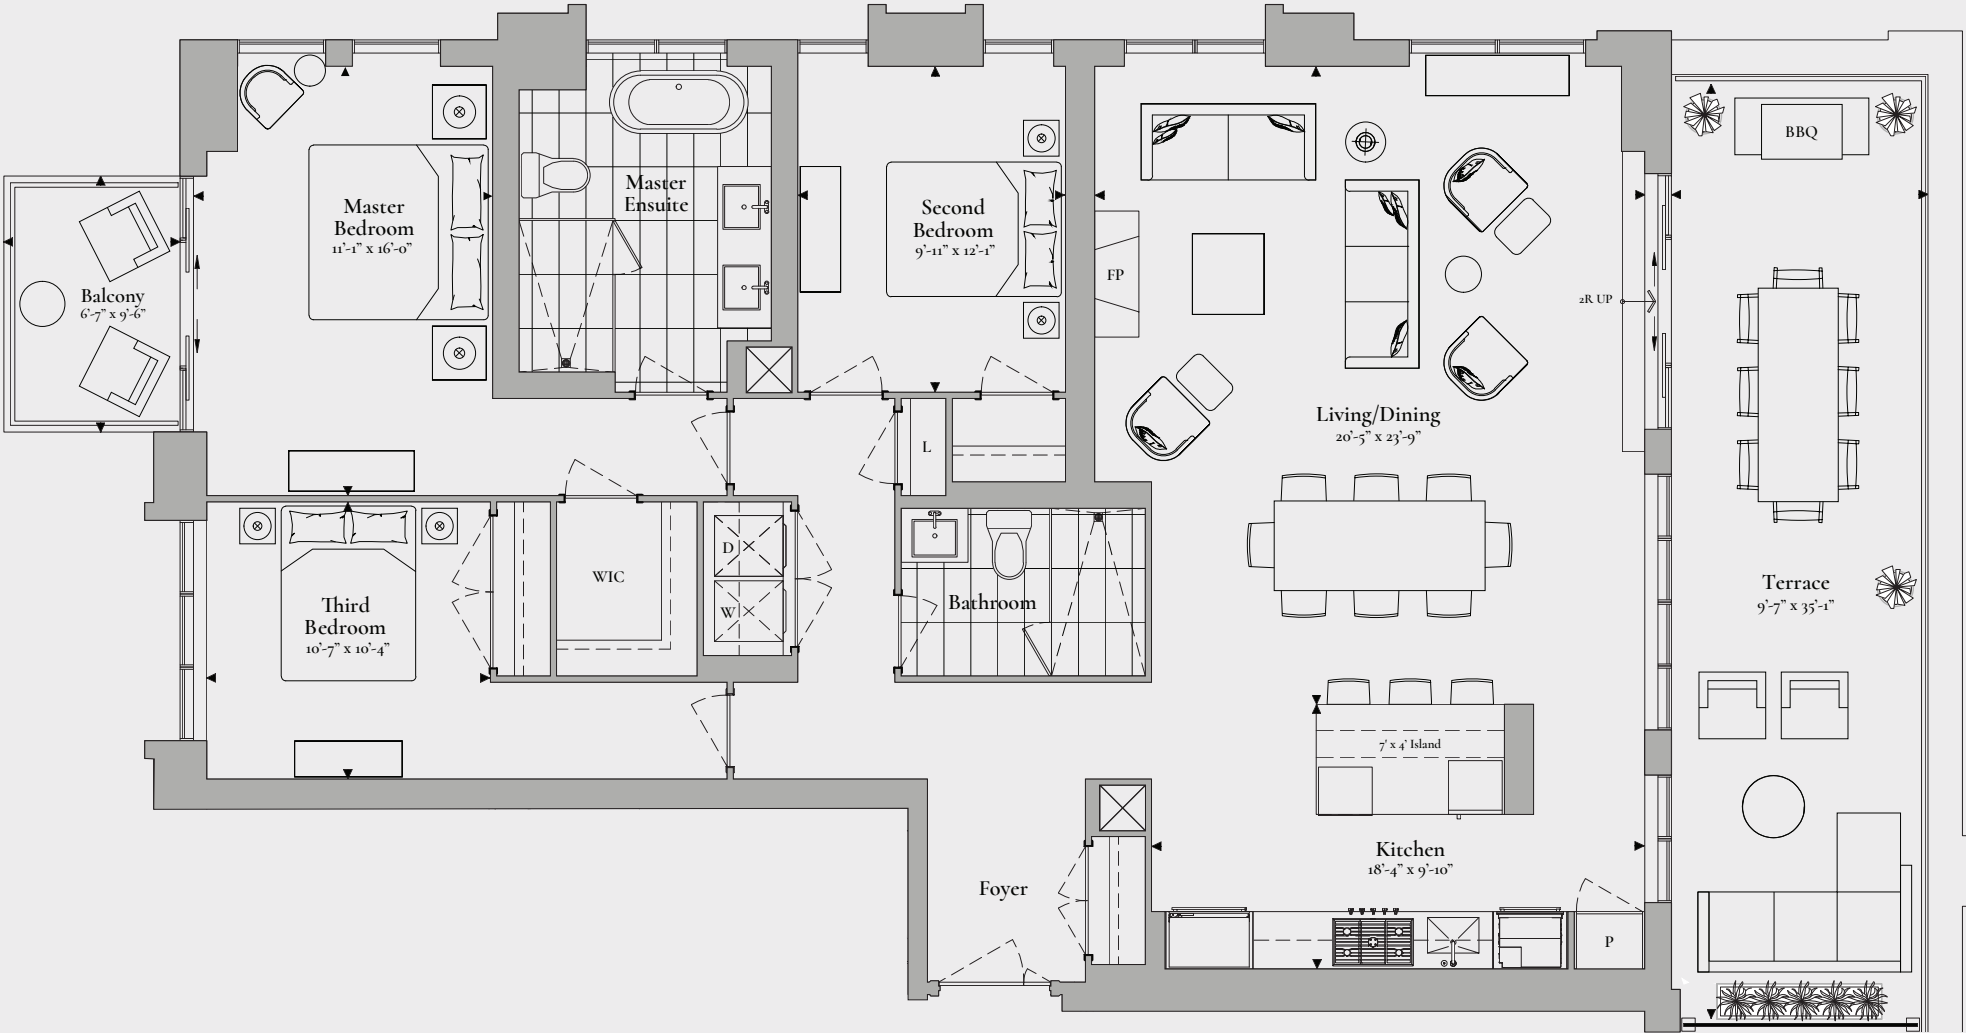 Master
Bedroom
11'-1" x 16'-0"
Master
Ensuite
Second
Bedroom
9'-11" x 12'-1"
BBQ
Balcony
6'-7" x 9'-6"
FP
2R UP
Living/Dining
20'-5" x 23'-9"
L
D
W
WIC
Third
Bedroom
10'-7" x 10'-4"
Bathroom
Terrace
9'-7" x 35'-1"
7' x 4' Island
Kitchen
18'-4" x 9'-10"
Foyer
P